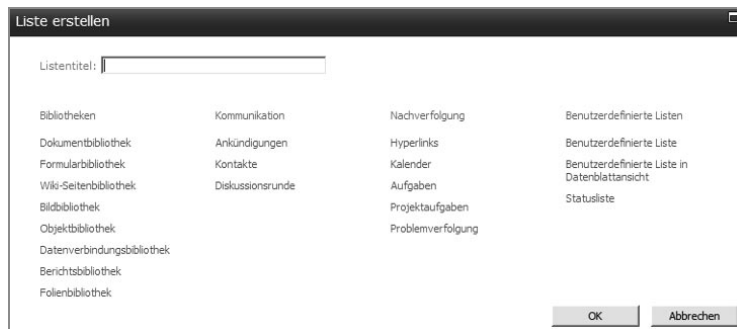 Liste erstellen
Listentitel:
Bibliotheken
Dokumentbibliothek
Formularbibliothek
Wiki-Seitenbibliothek
Bildbibliothek
Objektbibliothek
Datenverbindungsbibliothek
Berichtsbibliothek
Folienbibliothek
Kommunikation
Ankündigungen
Kontakte
Diskussionsrunde
Nachverfolgung
Hyperlinks
Kalender
Aufgaben
Projektaufgaben
Problemverfolgung
Benutzerdefinierte Listen
Benutzerdefinierte Liste
Benutzerdefinierte Liste in
Datenblattansicht
Statusliste
OK
Abbrechen